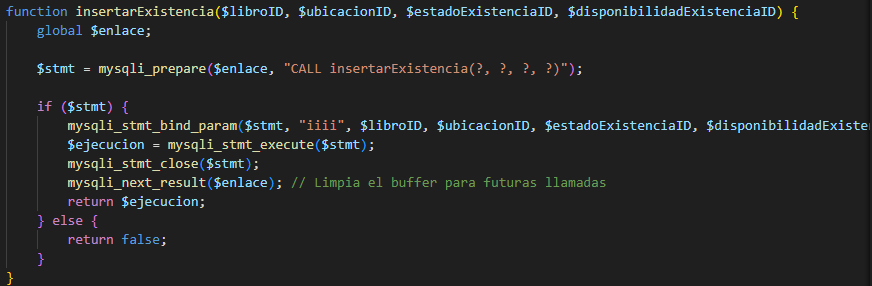 function insertarExistencia($libroID, $ubicacionID, $estadoExistenciaID, $disponibilidadExistenciaID) {
    global $enlace;
    $stmt = mysqli_prepare($enlace, "CALL insertarExistencia(?, ?, ?, ?)");
    if ($stmt) {
        mysqli_stmt_bind_param($stmt, "iiii", $libroID, $ubicacionID, $estadoExistenciaID, $disponibilidadExisten
        $ejecucion = mysqli_stmt_execute($stmt);
        mysqli_stmt_close($stmt);
        mysqli_next_result($enlace); // Limpia el buffer para futuras llamadas
        return $ejecucion;
    } else {
        return false;
    }
}